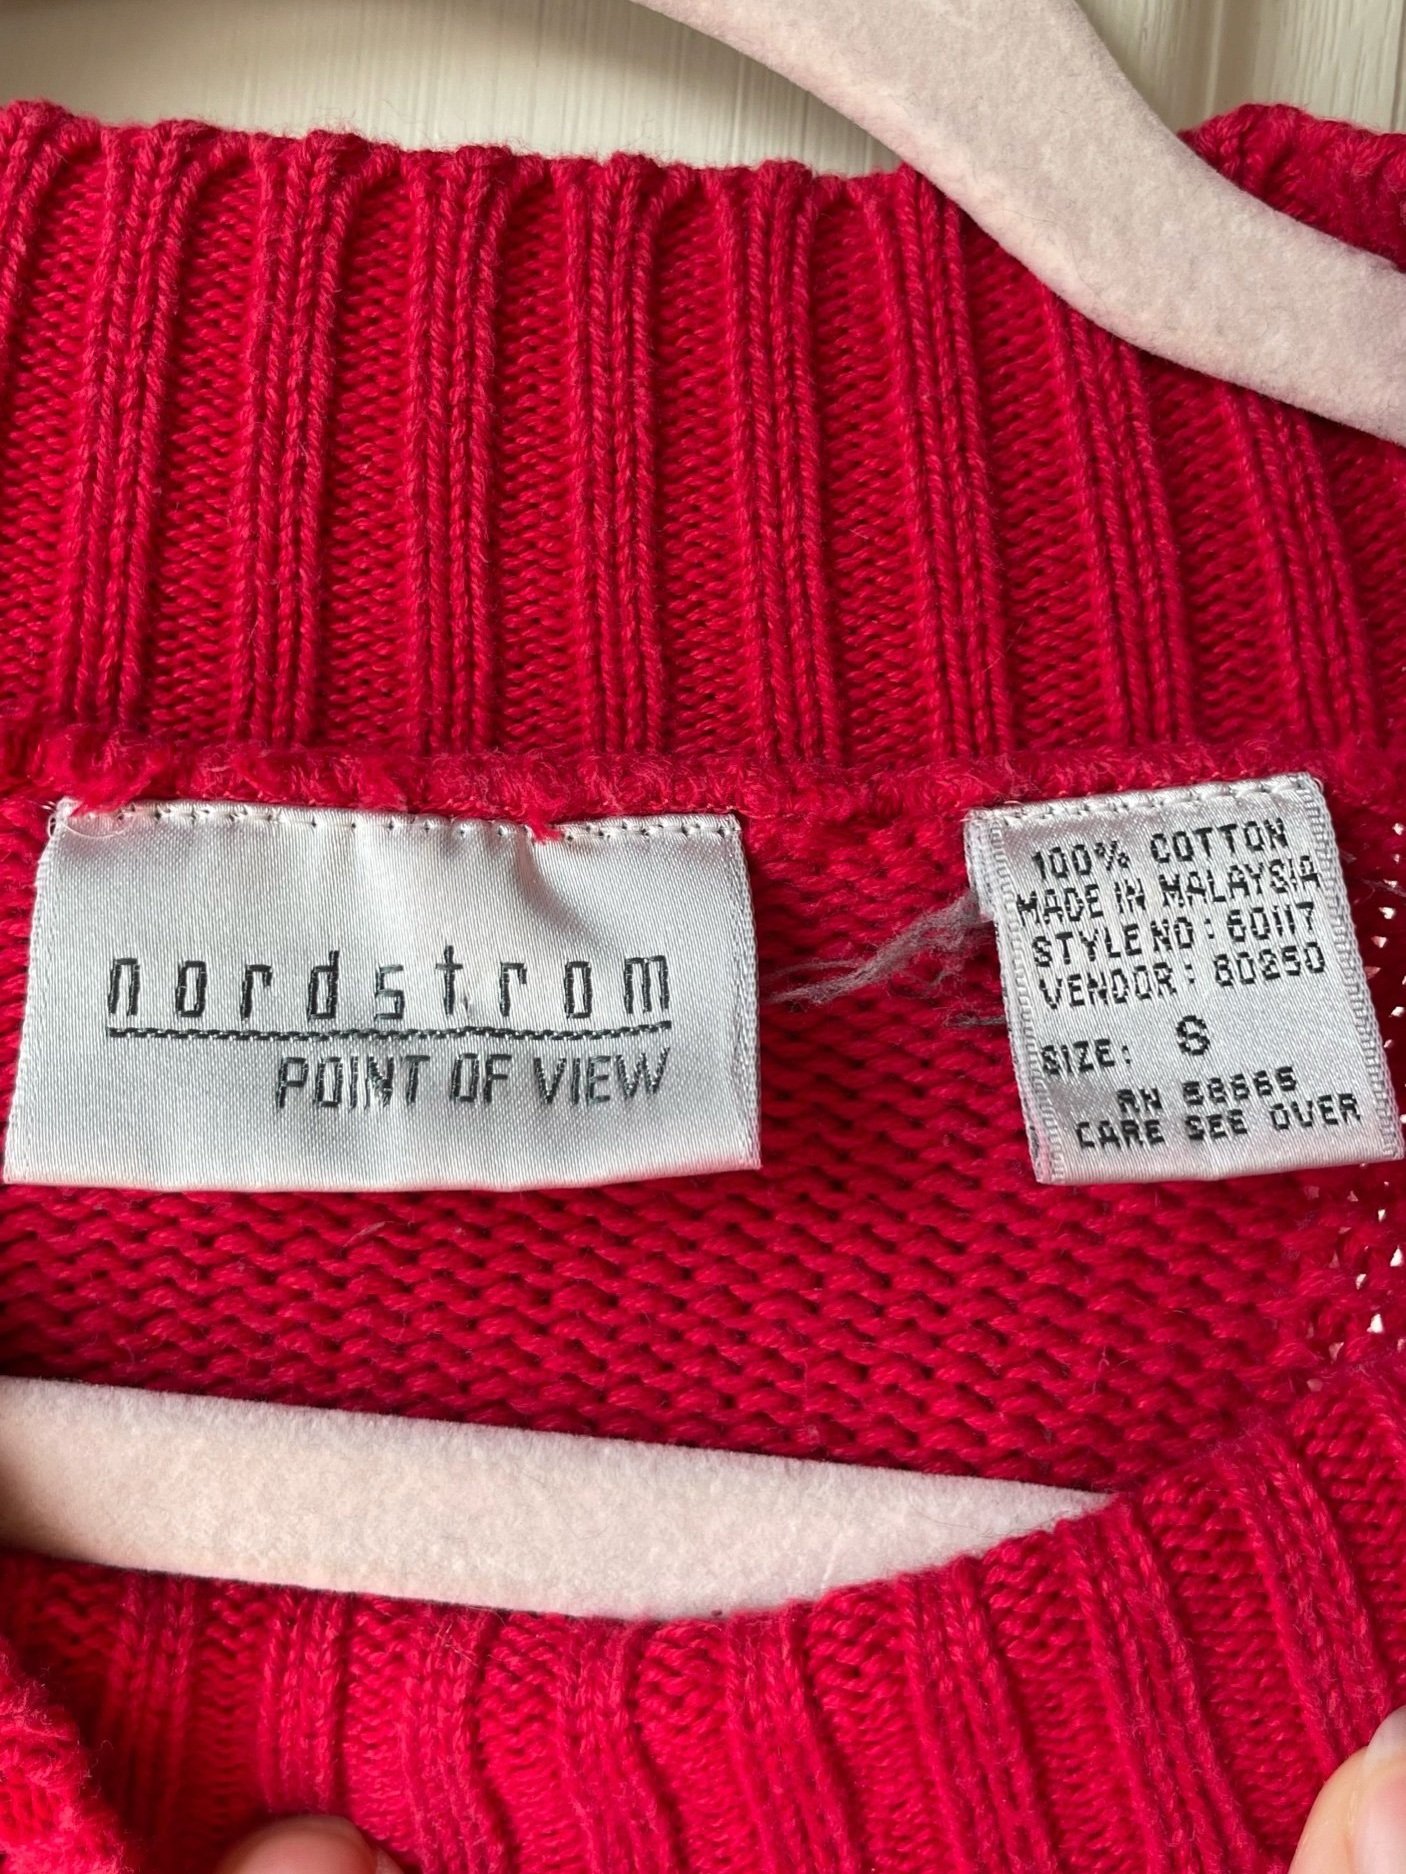 nordstrom
POINT OF VIEW
100% COTTON
MADE IN MALAYSIA
STYLE NO: 60117
VENDOR: 60250
SIZE: S
RN 58665
CARE SEE OVER